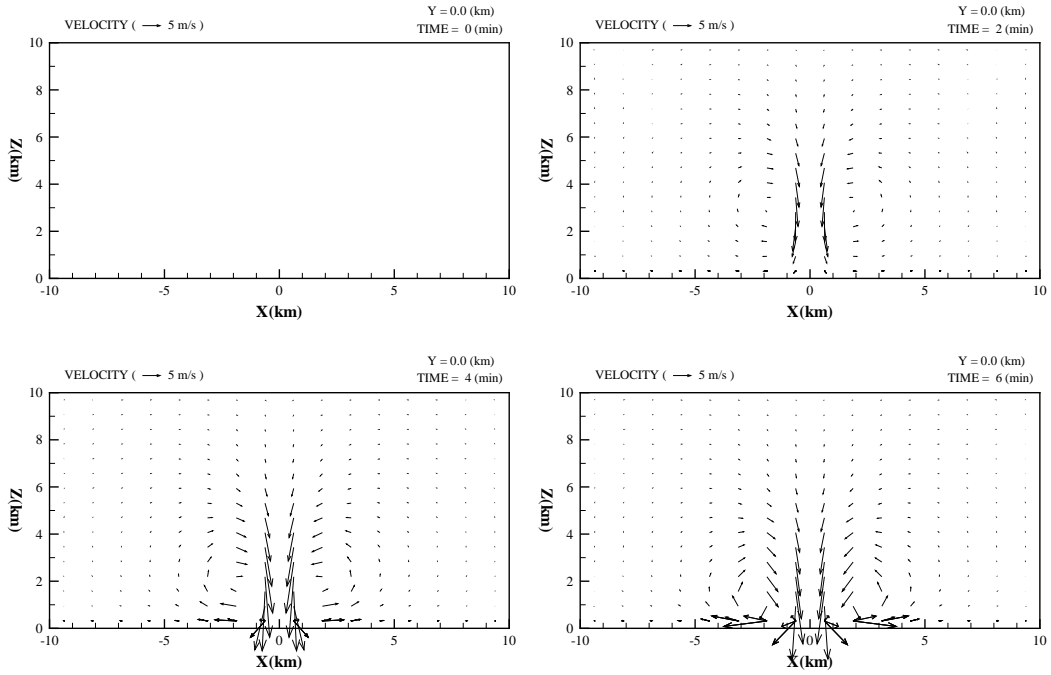 Y = 0.0 (km)
VELOCITY ( 5 m/s )
TIME = 0 (min)
10
8
6
4
2
0
Z(km)
-10
-5
0
5
10
X(km)
Y = 0.0 (km)
VELOCITY ( 5 m/s )
TIME = 2 (min)
10
8
6
4
2
0
Z(km)
-10
-5
0
5
10
X(km)
Y = 0.0 (km)
VELOCITY ( 5 m/s )
TIME = 4 (min)
10
8
6
4
2
0
Z(km)
-10
-5
0
5
10
X(km)
Y = 0.0 (km)
VELOCITY ( 5 m/s )
TIME = 6 (min)
10
8
6
4
2
0
Z(km)
-10
-5
0
5
10
X(km)